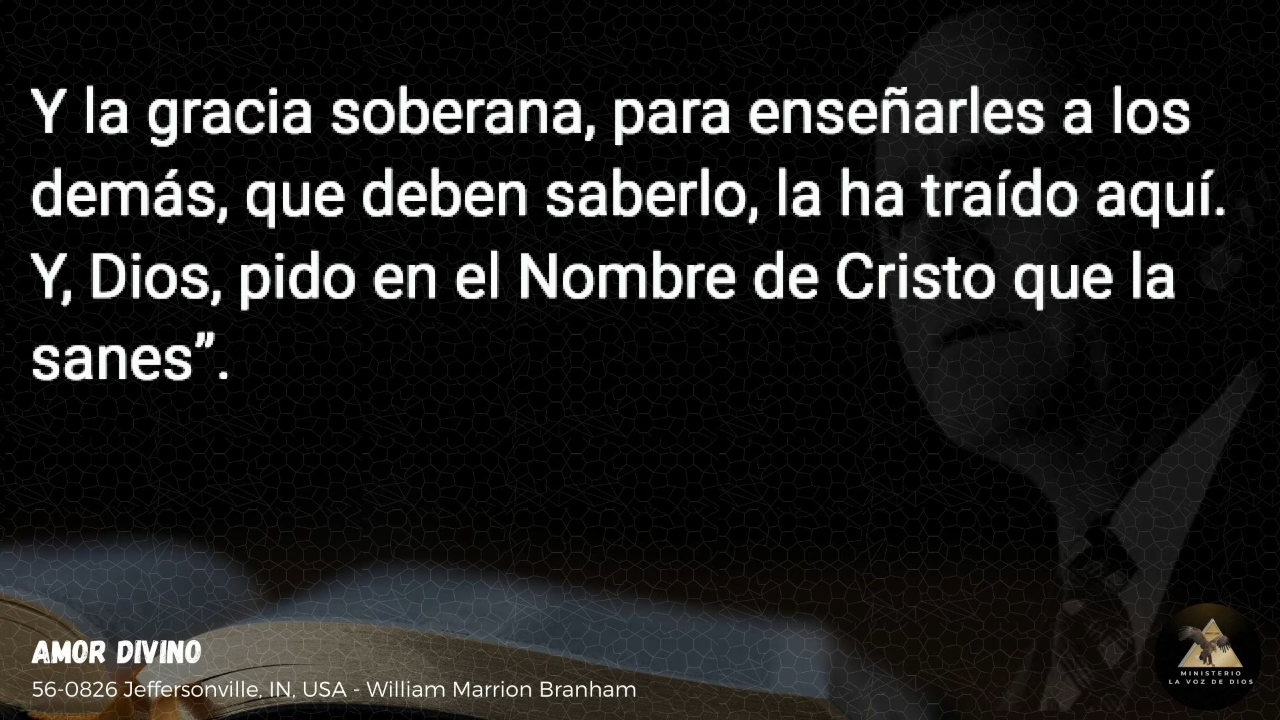 Y la gracia soberana, para enseñarles a los
demás, que deben saberlo, la ha traído aquí.
Y, Dios, pido en el Nombre de Cristo que la
sanes”.
AMOR DIVINO
56-0826 Jeffersonville, IN, USA - William Marrion Branham
MINISTERIO
LA VOZ DE DIOS